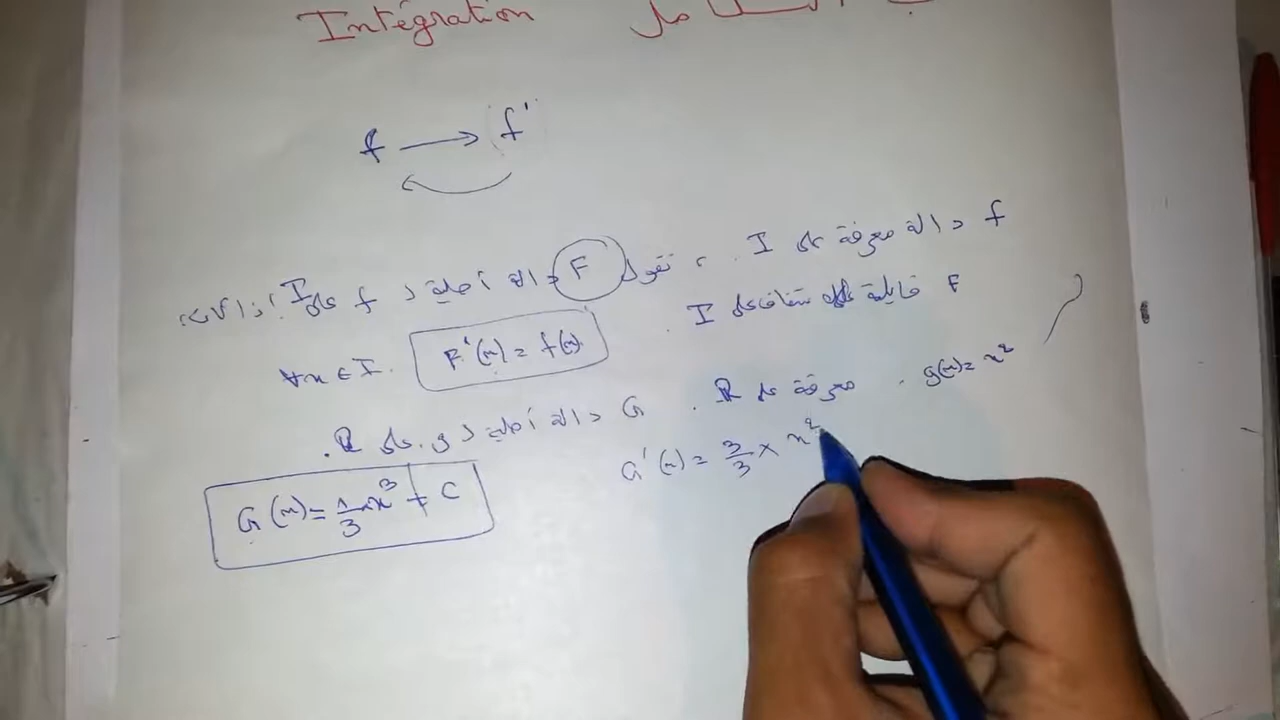 Intégration
f → f'
f دالة معرفة على I ، نقول F دالة أصلية لـ f على I إذا كانت:
F قابلة للاشتقاق على I .
∀x ∈ I . F'(x) = f(x)
g(x) = x² . معرفة على ℝ . G دالة أصلية لـ g على ℝ .
G'(x) = 3/3 × x²
G(x) = 1/3 × x³ + C